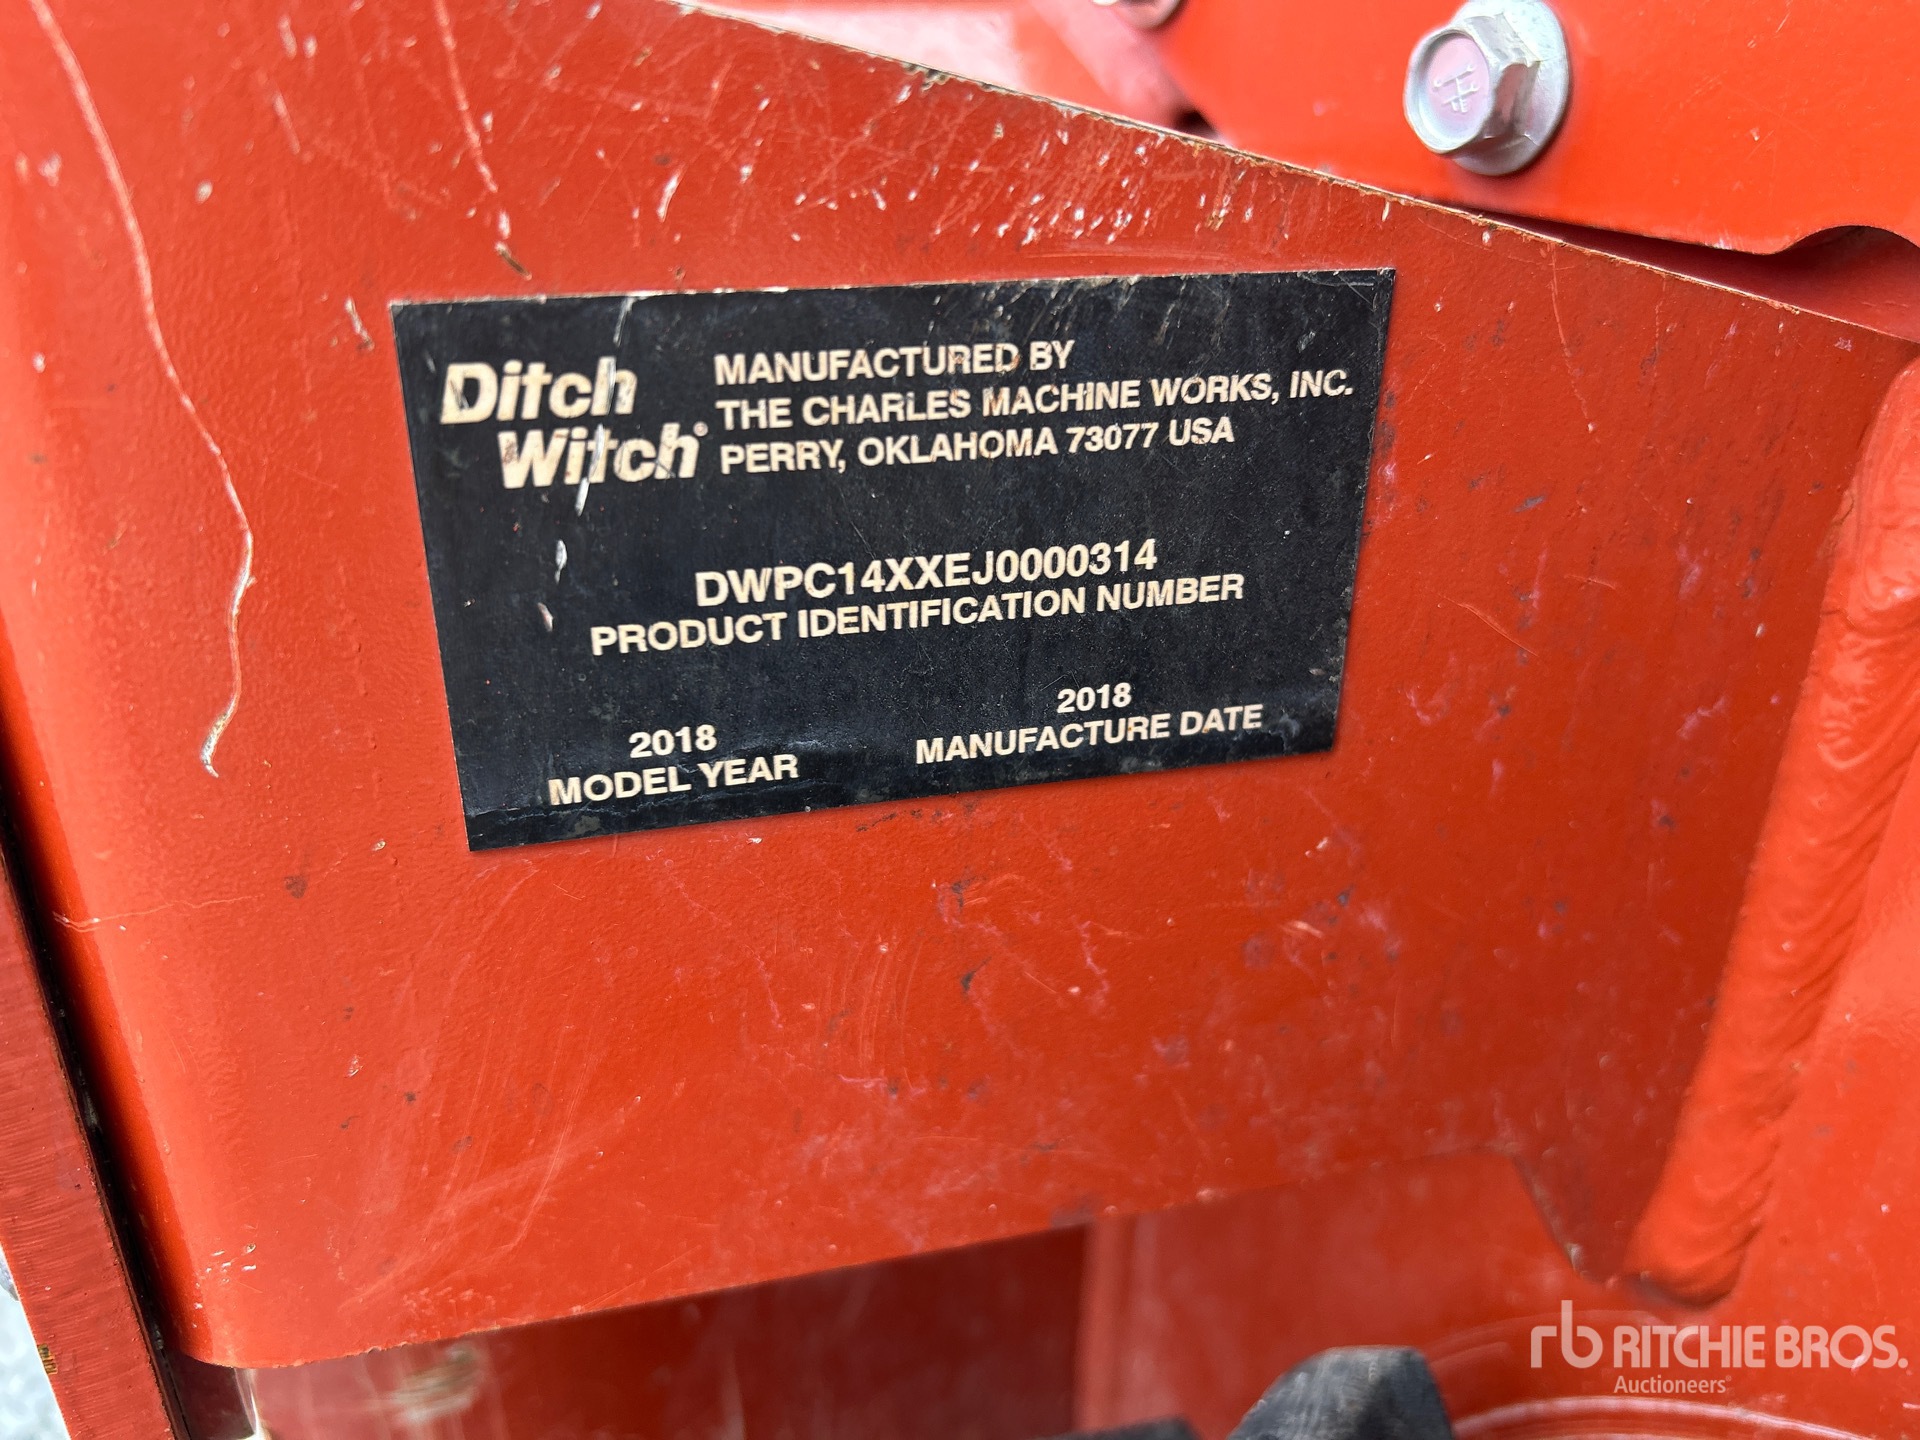 Ditch
Witch®
MANUFACTURED BY
THE CHARLES MACHINE WORKS, INC.
PERRY, OKLAHOMA 73077 USA
DWPC14XXEJ0000314
PRODUCT IDENTIFICATION NUMBER
2018
MODEL YEAR
2018
MANUFACTURE DATE
rb RITCHIE BROS.
Auctioneers